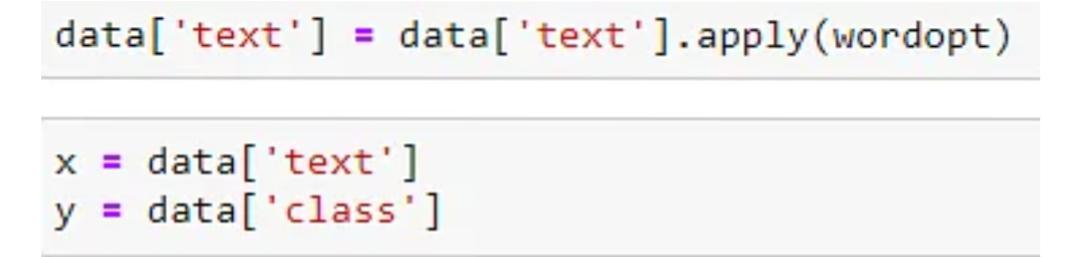 data['text'] = data['text'].apply(wordopt)
x = data['text']
y = data['class']